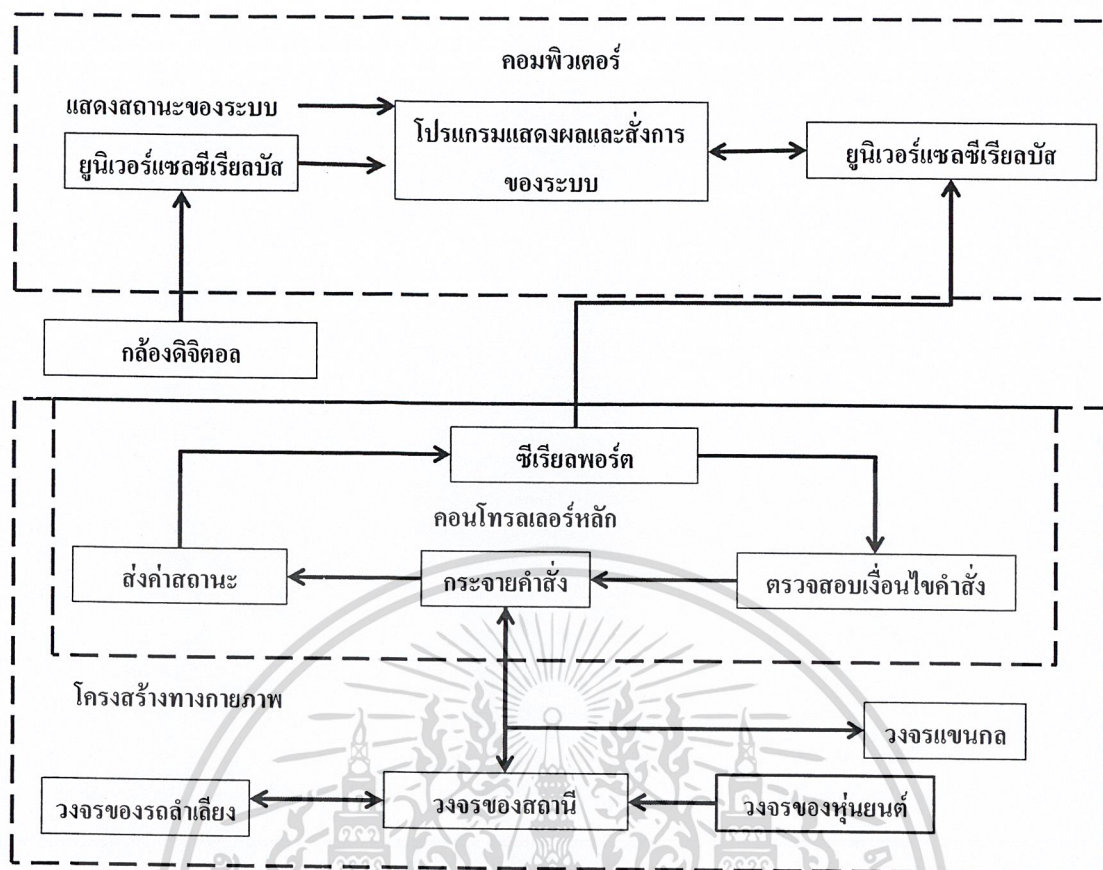 คอมพิวเตอร์
แสดงสถานะของระบบ
โปรแกรมแสดงผลและสั่งการ
ของระบบ
ยูนิเวอร์แซลซีเรียลบัส
ยูนิเวอร์แซลซีเรียลบัส
กล้องดิจิตอล
ซีเรียลพอร์ต
คอนโทรลเลอร์หลัก
ส่งค่าสถานะ
กระจายคำสั่ง
ตรวจสอบเงื่อนไขคำสั่ง
โครงสร้างทางกายภาพ
วงจรแขนกล
วงจรของรถลำเลียง
วงจรของสถานี
วงจรของหุ่นยนต์